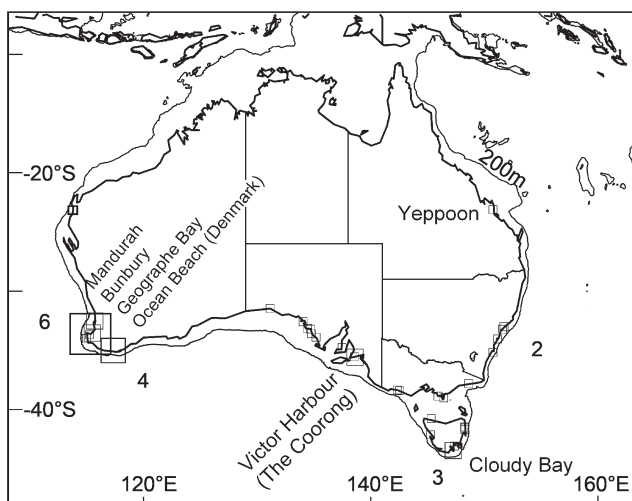 200m
-20°S
Yeppoon
Mandurah
Bunbury
Geographe Bay
Ocean Beach (Denmark)
6
4
2
Victor Harbour
(The Coorong)
-40°S
Cloudy Bay
3
120°E
140°E
160°E